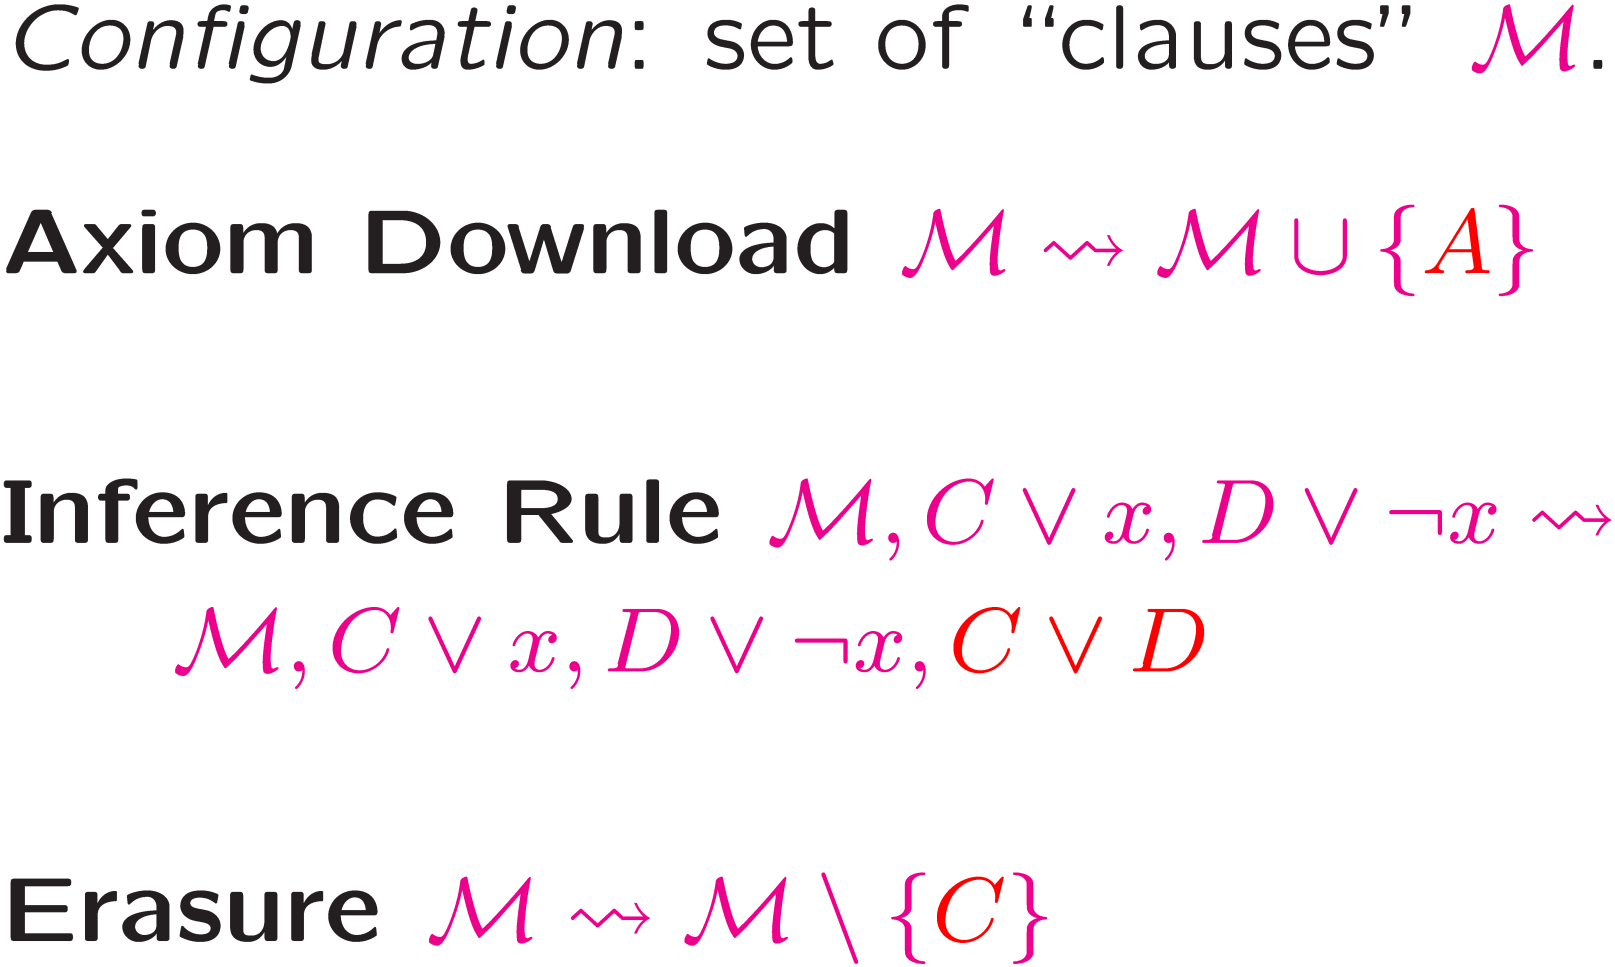 Configuration: set of “clauses” ℳ.
Axiom Download ℳ ⇝ ℳ ∪ {A}
Inference Rule ℳ, C ∨ x, D ∨ ¬x ⇝
ℳ, C ∨ x, D ∨ ¬x, C ∨ D
Erasure ℳ ⇝ ℳ \ {C}